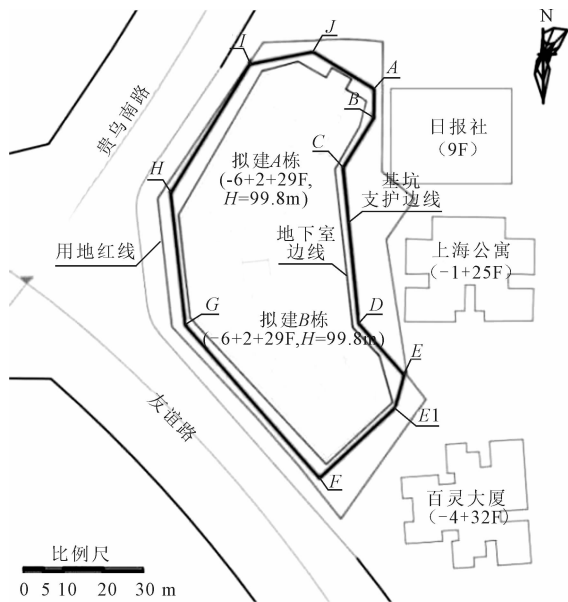 N
J
I
A
B
日报社
(9F)
贵乌南路
C
拟建A栋
(-6+2+29F,
H=99.8m)
基坑
支护边线
H
用地红线
地下室
边线
上海公寓
(-1+25F)
G
D
拟建B栋
(-6+2+29F,H=99.8m)
E
友谊路
E1
F
百灵大厦
(-4+32F)
比例尺
0 5 10 20 30 m